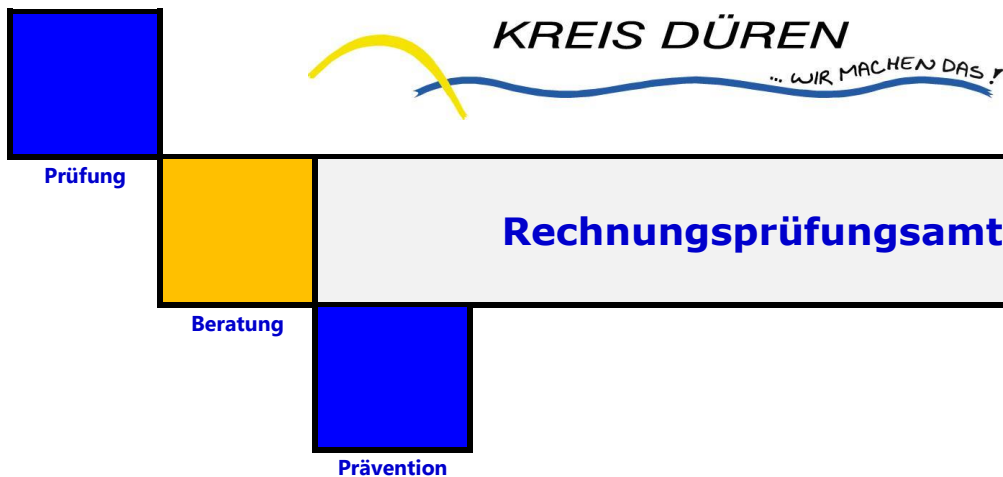 KREIS DÜREN
... WIR MACHEN DAS !
Prüfung
Rechnungsprüfungsamt
Beratung
Prävention